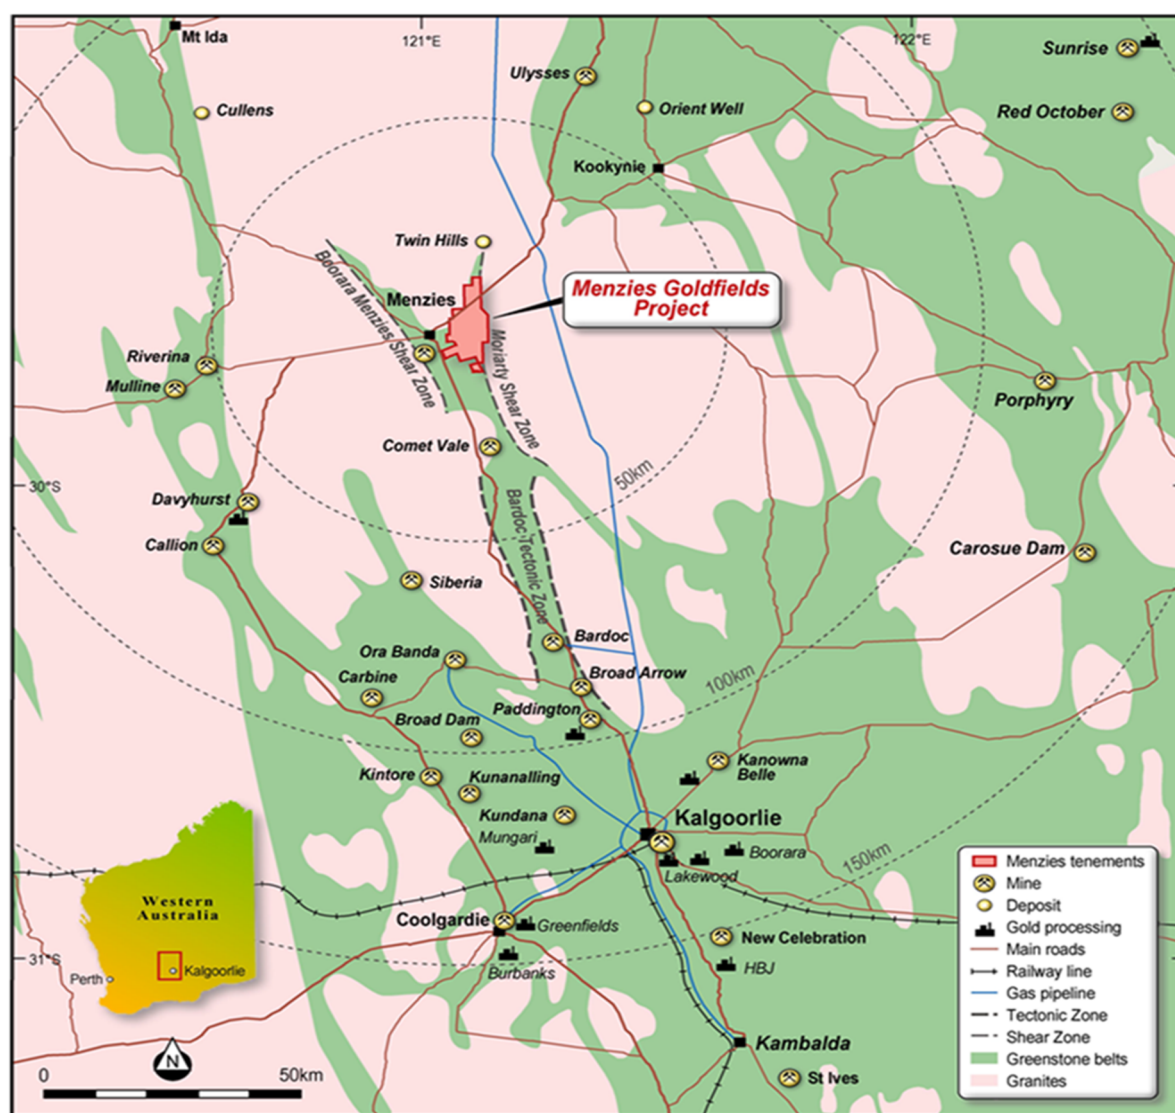 121°E
122°E
Mt Ida
Sunrise
Ulysses
Cullens
Orient Well
Red October
Kookynie
Twin Hills
Boorara Menzies Shear Zone
Menzies
Menzies Goldfields
Project
Moriarty Shear Zone
Riverina
Mulline
Porphyry
Comet Vale
50km
30°S
Davyhurst
Bardoc Tectonic Zone
Callion
Carosue Dam
Siberia
Bardoc
Ora Banda
Broad Arrow
100km
Carbine
Paddington
Broad Dam
Kanowna
Belle
Kintore
Kunanalling
Kundana
Kalgoorlie
Mungari
Boorara
150km
Lakewood
Coolgardie
Greenfields
New Celebration
Burbanks
HBJ
31°S
Kambalda
St Ives
Western
Australia
Perth
Kalgoorlie
N
0 50km
Menzies tenements
Mine
Deposit
Gold processing
Main roads
Railway line
Gas pipeline
Tectonic Zone
Shear Zone
Greenstone belts
Granites